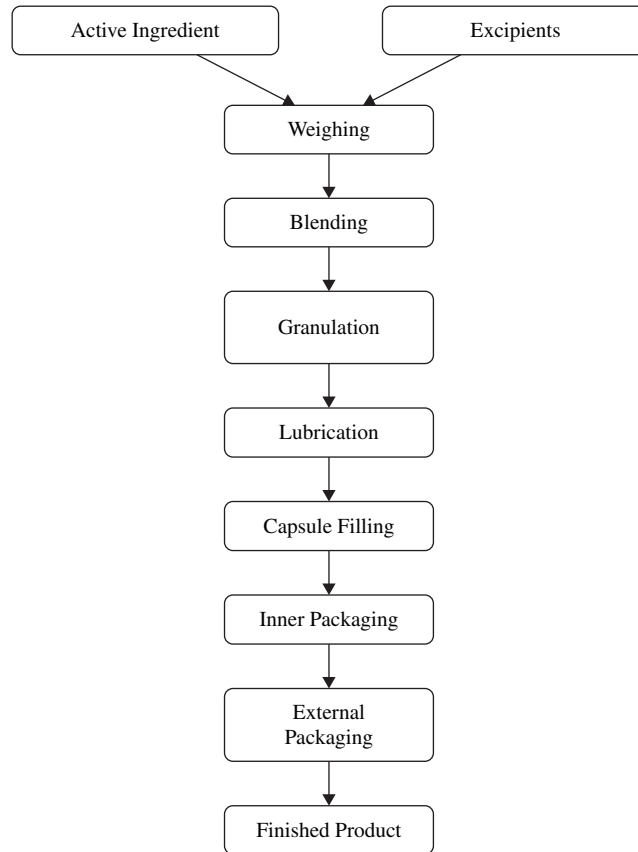 Active Ingredient
Excipients
Weighing
Blending
Granulation
Lubrication
Capsule Filling
Inner Packaging
External
Packaging
Finished Product